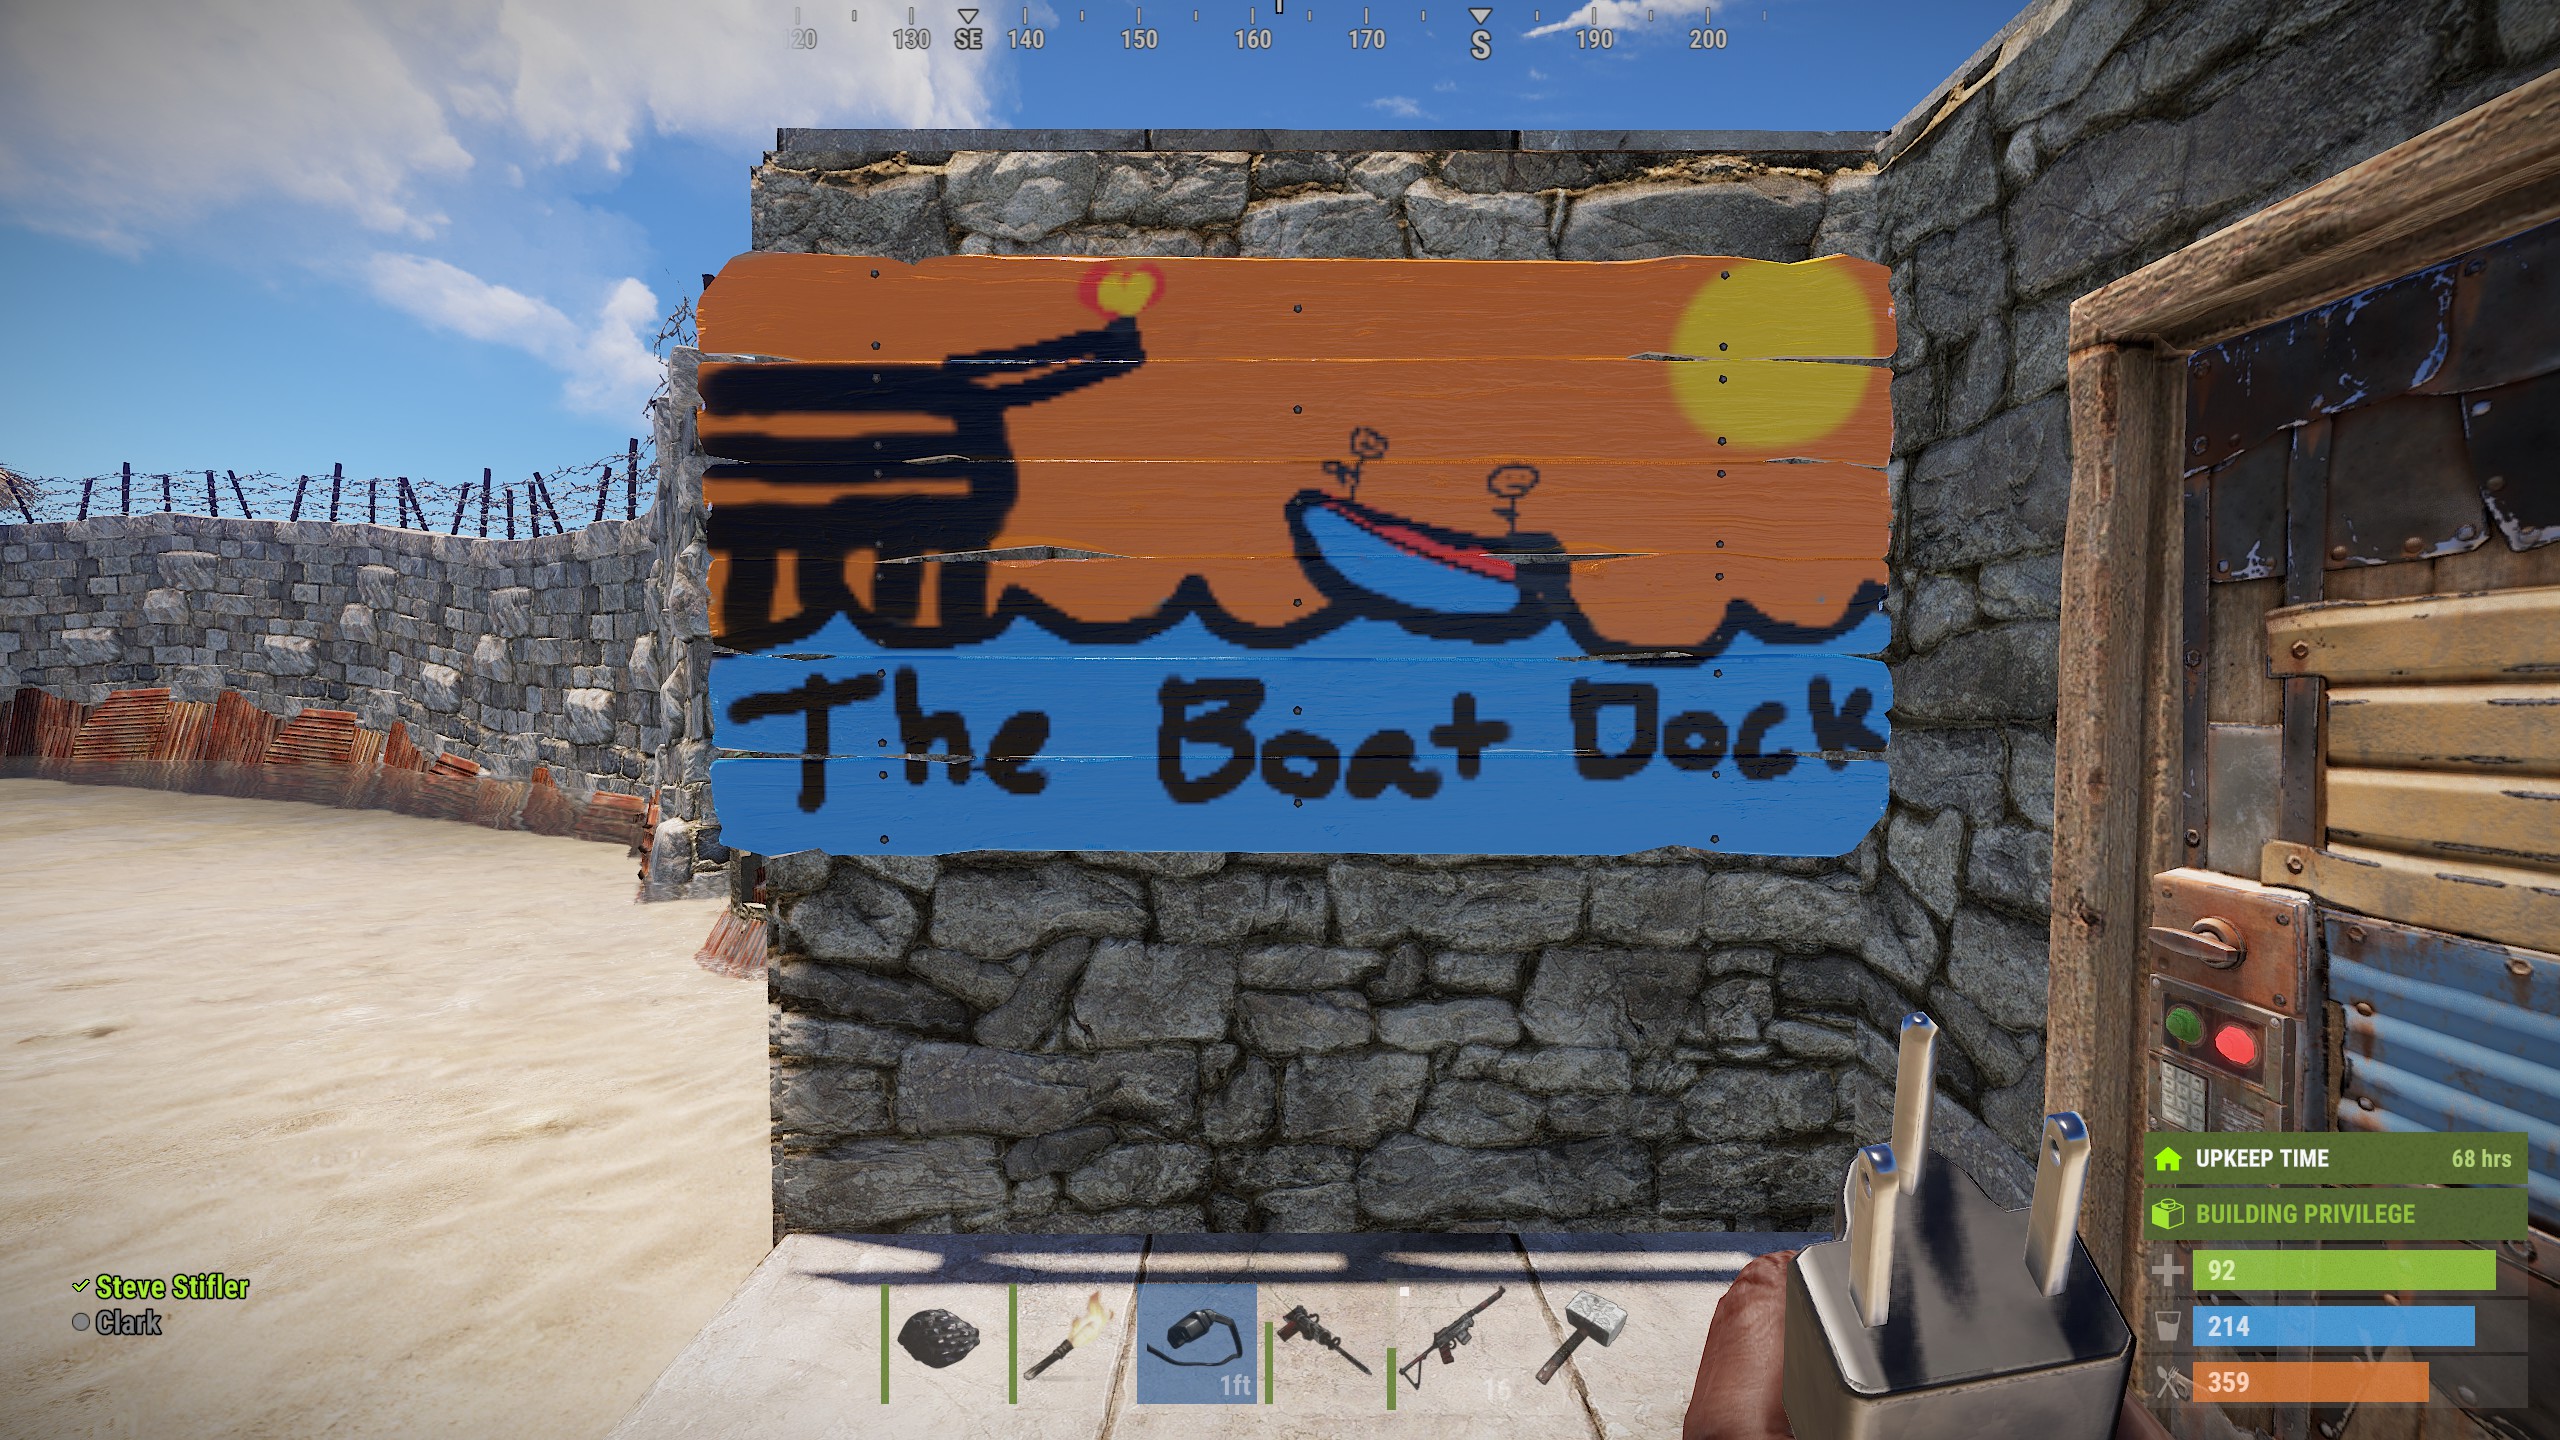 120 130 SE 140 150 160 170 S 190 200
The Boat Dock
UPKEEP TIME 68 hrs
BUILDING PRIVILEGE
92
214
359
Steve Stifler
Clark
1ft
16